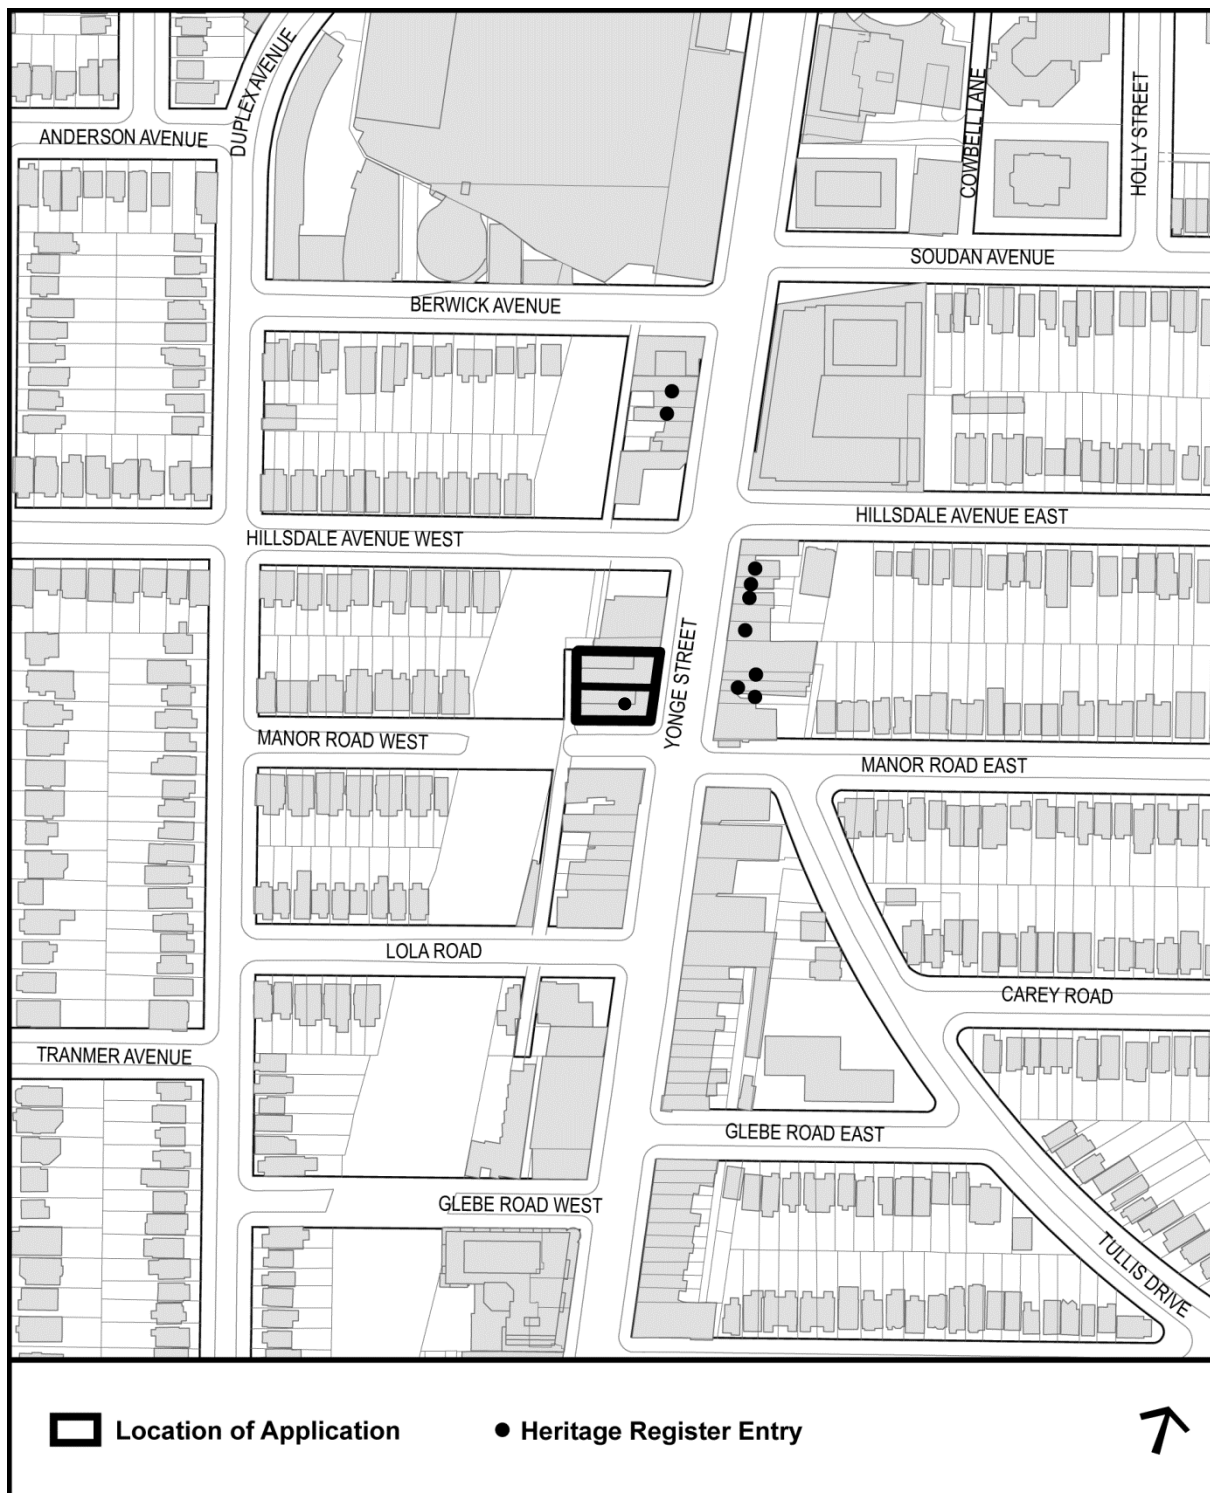 DUPLEX AVENUE
ANDERSON AVENUE
COWBELL LANE
HOLLY STREET
SOUDAN AVENUE
BERWICK AVENUE
HILLSDALE AVENUE EAST
HILLSDALE AVENUE WEST
YONGE STREET
MANOR ROAD WEST
MANOR ROAD EAST
LOLA ROAD
CAREY ROAD
TRANMER AVENUE
GLEBE ROAD EAST
GLEBE ROAD WEST
TULLIS DRIVE
Location of Application
Heritage Register Entry